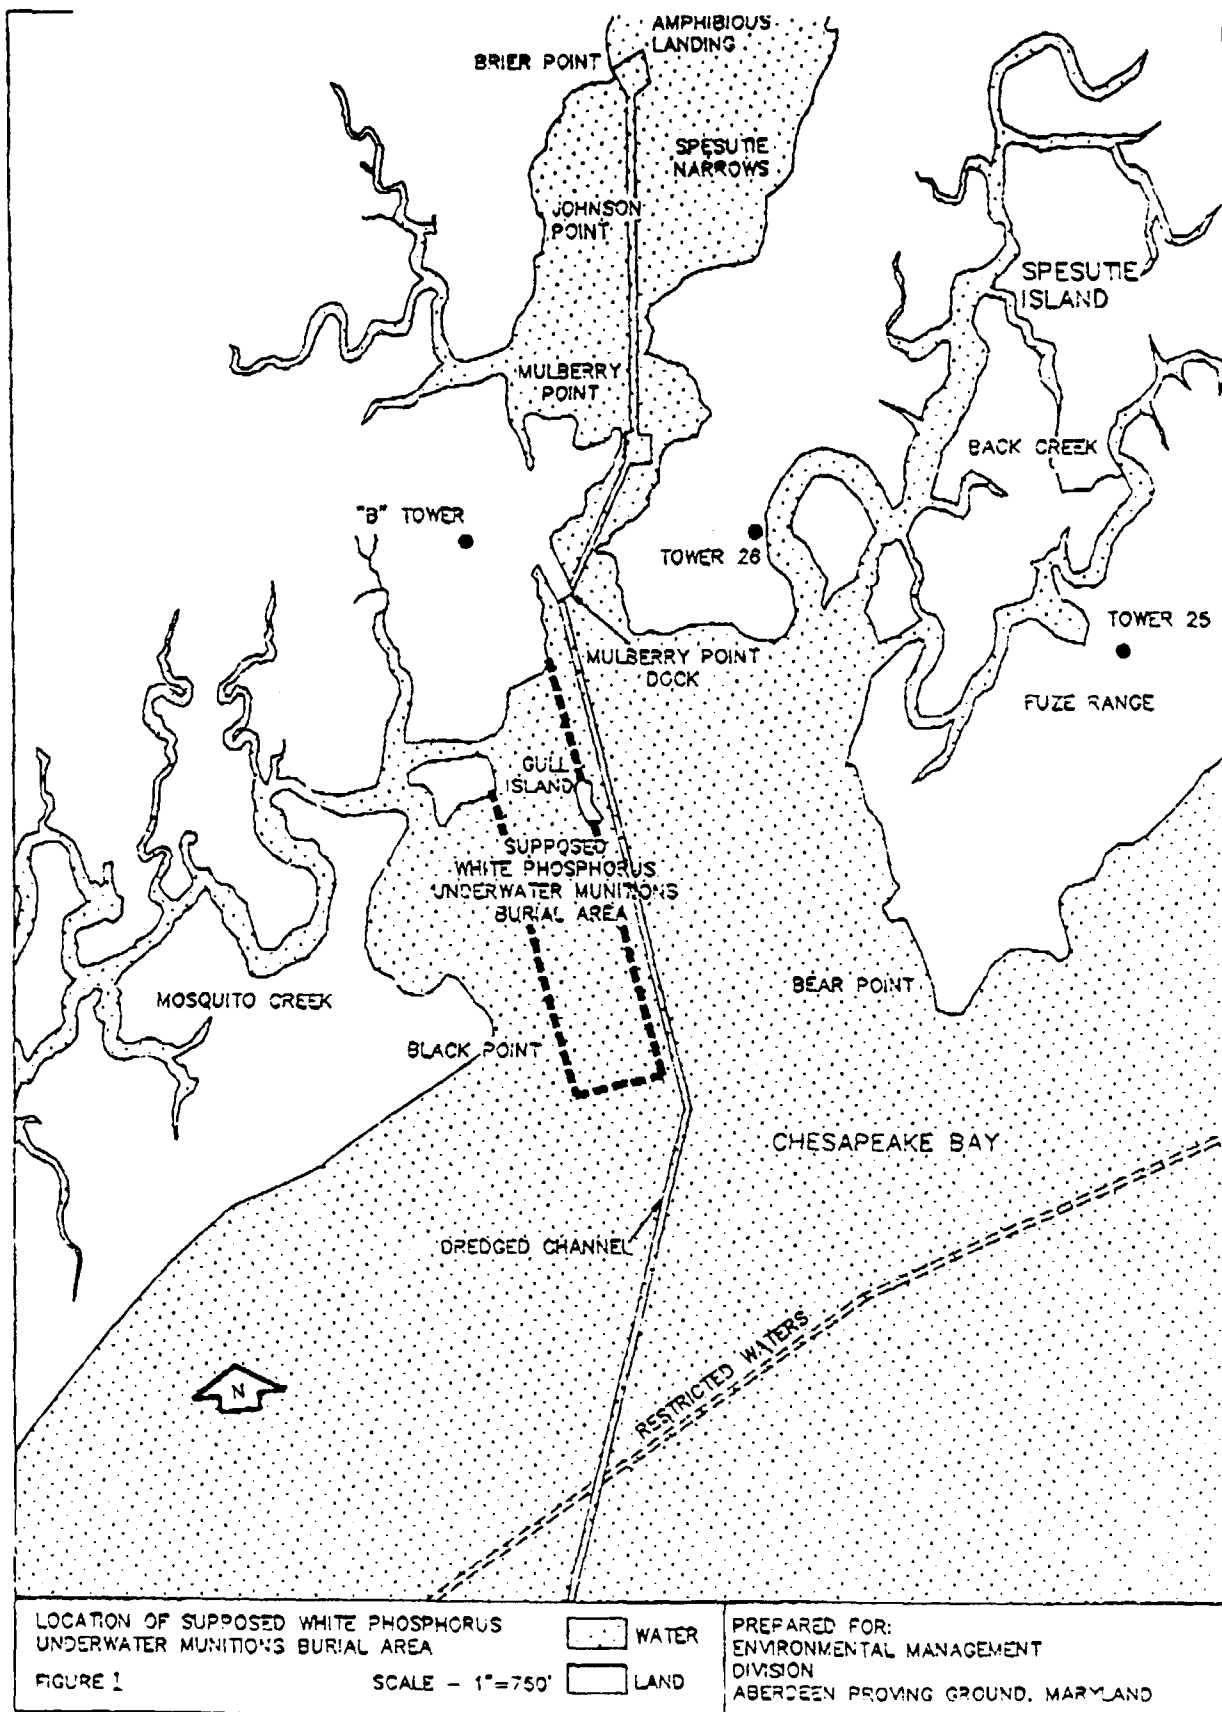 AMPHIBIOUS
LANDING
BRIER POINT
SPESUTIE
NARROWS
JOHNSON
POINT
SPESUTIE
ISLAND
MULBERRY
POINT
BACK CREEK
"B" TOWER
TOWER 26
TOWER 25
MULBERRY POINT
DOCK
FUZE RANGE
GULL
ISLAND
SUPPOSED
WHITE PHOSPHORUS
UNDERWATER MUNITIONS
BURIAL AREA
BEAR POINT
MOSQUITO CREEK
BLACK POINT
CHESAPEAKE BAY
DREDGED CHANNEL
RESTRICTED WATERS
N
LOCATION OF SUPPOSED WHITE PHOSPHORUS
UNDERWATER MUNITIONS BURIAL AREA
FIGURE 1
SCALE - 1"=750'
WATER
LAND
PREPARED FOR:
ENVIRONMENTAL MANAGEMENT
DIVISION
ABERDEEN PROVING GROUND, MARYLAND